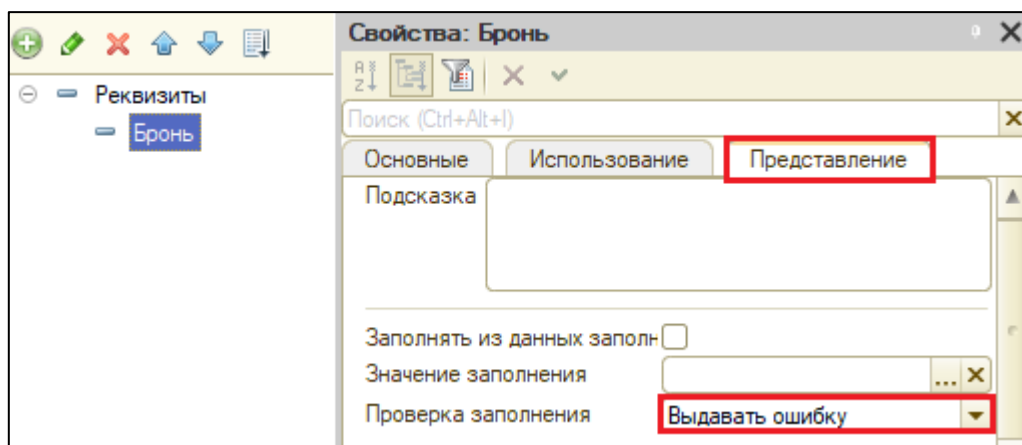 Свойства: Бронь
Реквизиты
Бронь
Поиск (Ctrl+Alt+I)
Основные
Использование
Представление
Подсказка
Заполнять из данных заполн
Значение заполнения
...
Проверка заполнения
Выдавать ошибку